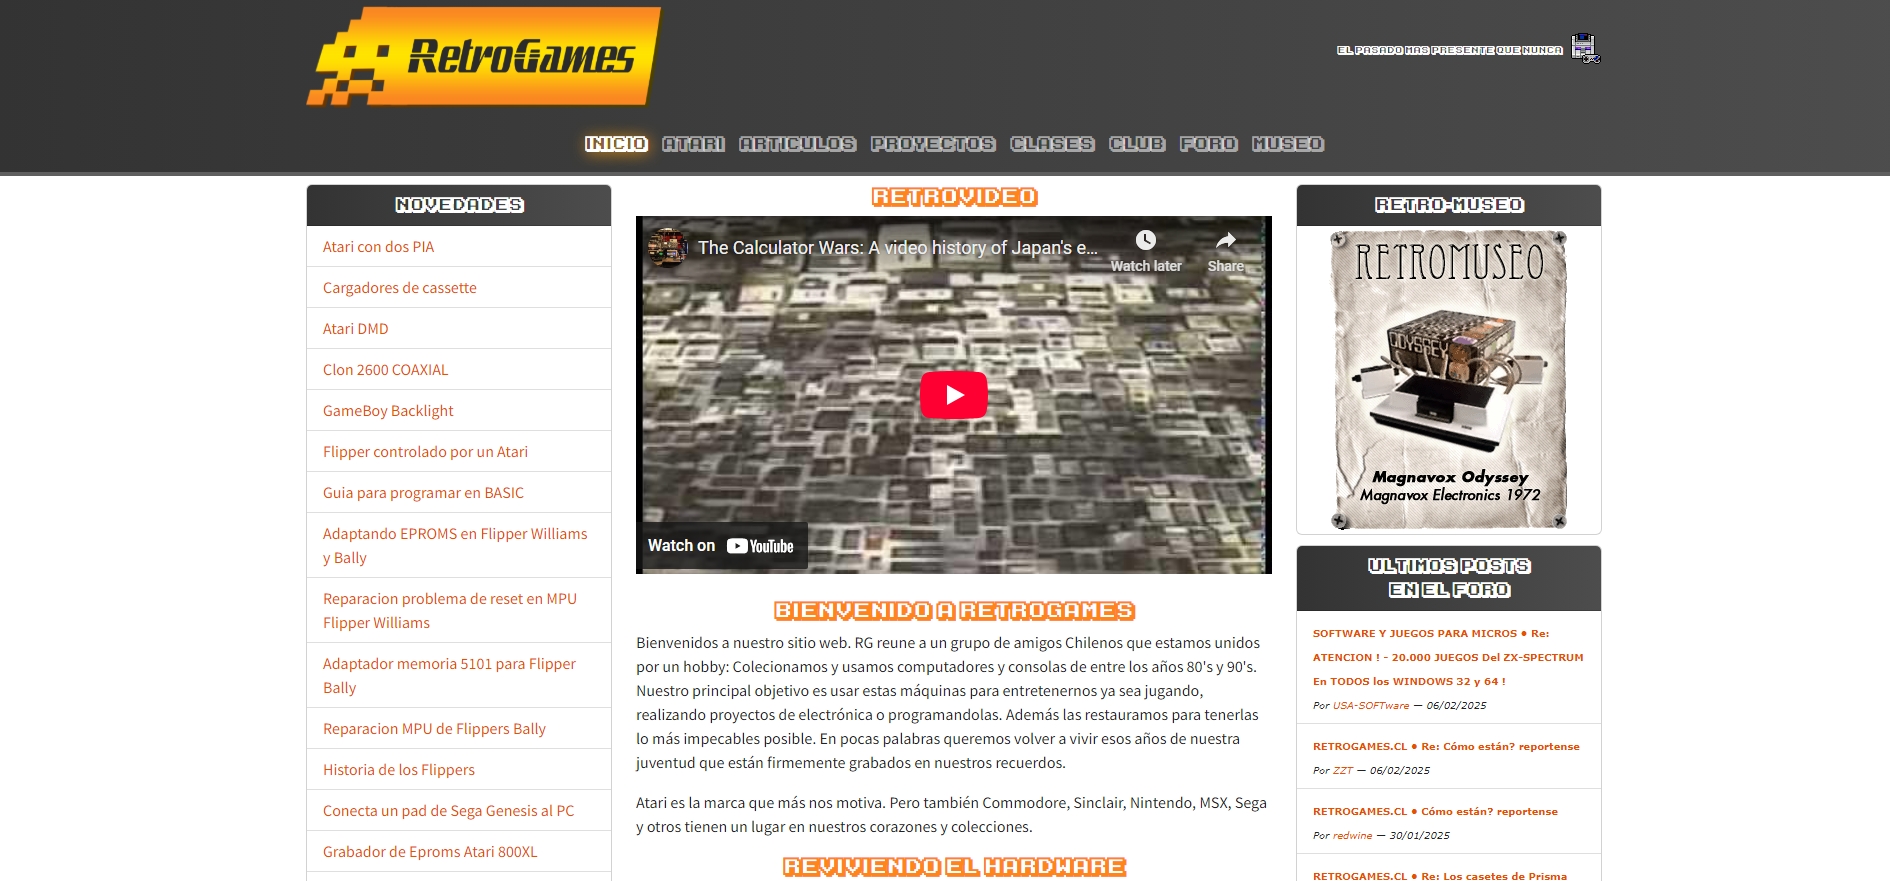 RetroGames
EL PASADO MAS PRESENTE QUE NUNCA
INICIO ATARI ARTICULOS PROYECTOS CLASES CLUB FORO MUSEO
NOVEDADES
Atari con dos PIA
Cargadores de cassette
Atari DMD
Clon 2600 COAXIAL
GameBoy Backlight
Flipper controlado por un Atari
Guia para programar en BASIC
Adaptando EPROMS en Flipper Williams
y Bally
Reparacion problema de reset en MPU
Flipper Williams
Adaptador memoria 5101 para Flipper
Bally
Reparacion MPU de Flippers Bally
Historia de los Flippers
Conecta un pad de Sega Genesis al PC
Grabador de Eproms Atari 800XL
RETROVIDEO
The Calculator Wars: A video history of Japan's e...
Watch later
Share
Watch on YouTube
BIENVENIDO A RETROGAMES
Bienvenidos a nuestro sitio web. RG reune a un grupo de amigos Chilenos que estamos unidos
por un hobby: Colecionamos y usamos computadores y consolas de entre los años 80's y 90's.
Nuestro principal objetivo es usar estas máquinas para entretenernos ya sea jugando,
realizando proyectos de electrónica o programandolas. Además las restauramos para tenerlas
lo más impecables posible. En pocas palabras queremos volver a vivir esos años de nuestra
juventud que están firmemente grabados en nuestros recuerdos.
Atari es la marca que más nos motiva. Pero también Commodore, Sinclair, Nintendo, MSX, Sega
y otros tienen un lugar en nuestros corazones y colecciones.
REVIVIENDO EL HARDWARE
RETRO-MUSEO
RETROMUSEO
ODYSSEY
Magnavox Odyssey
Magnavox Electronics 1972
ULTIMOS POSTS
EN EL FORO
SOFTWARE Y JUEGOS PARA MICROS • Re:
ATENCION ! - 20.000 JUEGOS Del ZX-SPECTRUM
En TODOS los WINDOWS 32 y 64 !
Por USA-SOFTware — 06/02/2025
RETROGAMES.CL • Re: Cómo están? reportense
Por ZZT — 06/02/2025
RETROGAMES.CL • Cómo están? reportense
Por redwine — 30/01/2025
RETROGAMES.CL • Re: Los casetes de Prisma